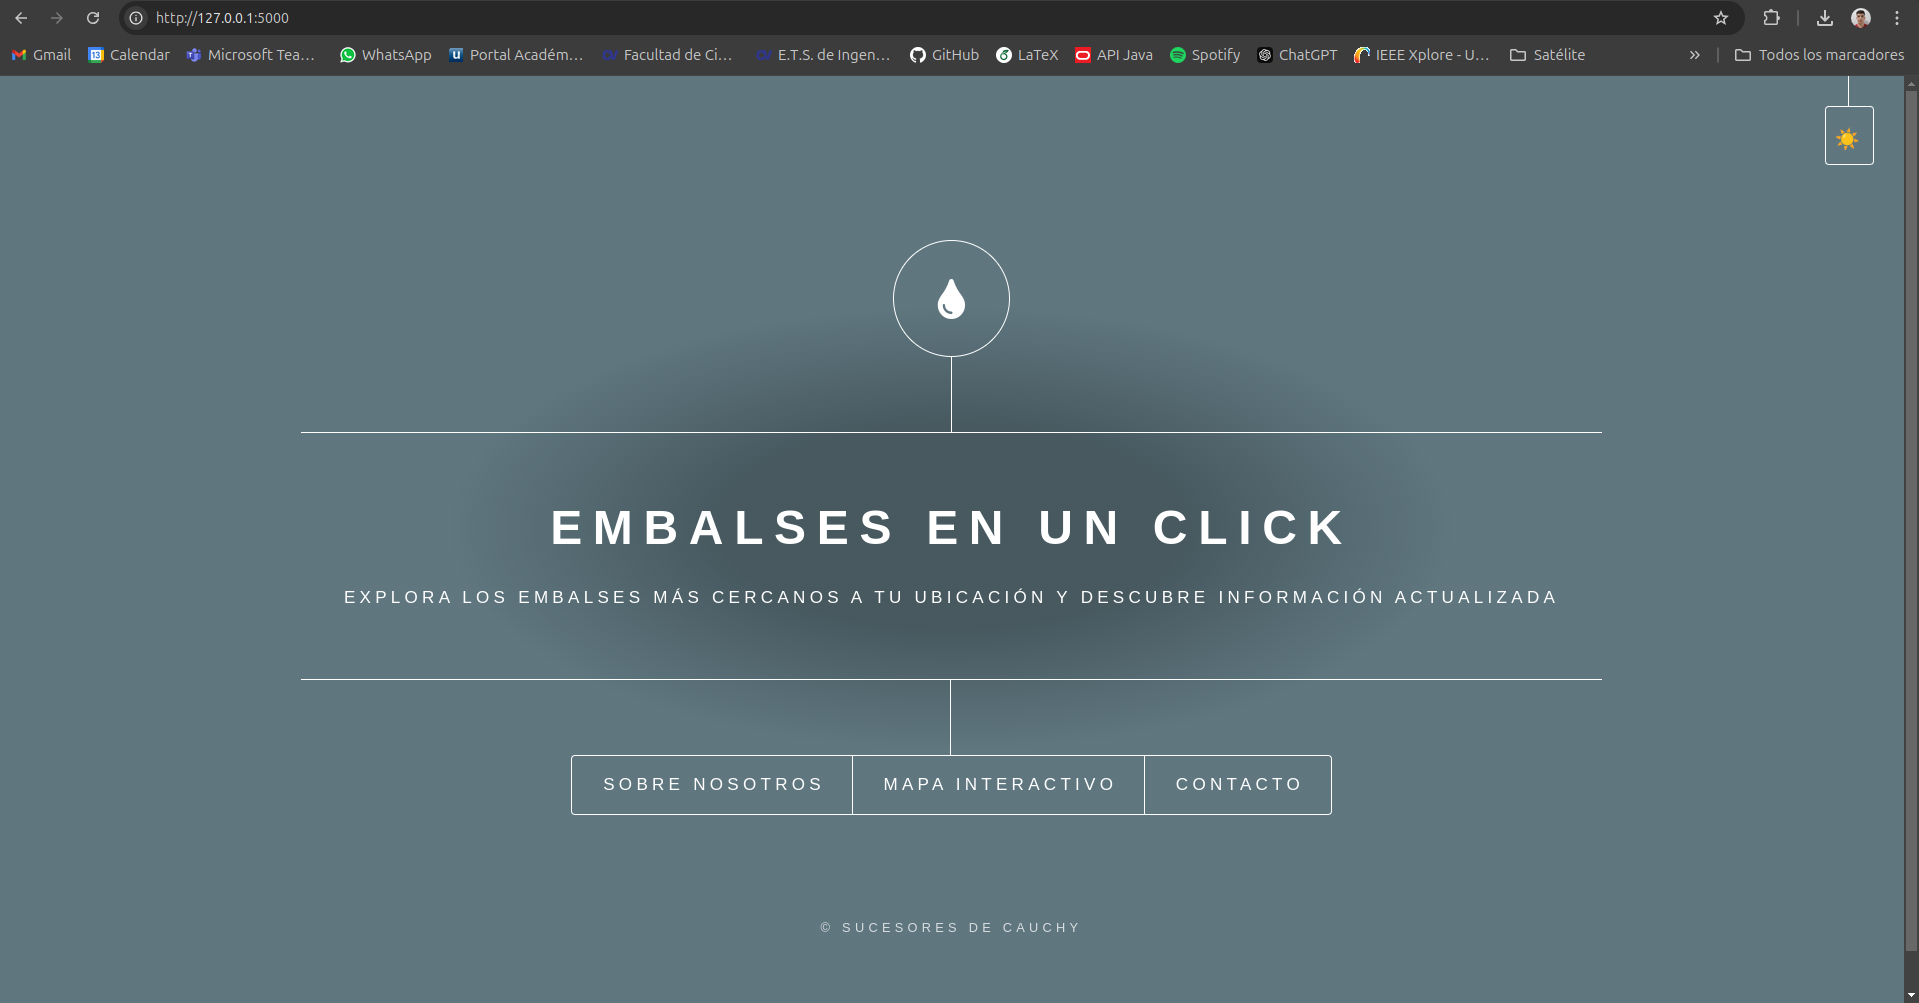 http://127.0.0.1:5000
Gmail
13 Calendar
Microsoft Tea...
WhatsApp
Portal Académ...
Facultad de Ci...
E.T.S. de Ingen...
GitHub
LaTeX
API Java
Spotify
ChatGPT
IEEE Xplore - U...
Satélite
Todos los marcadores
EMBALSES EN UN CLICK
EXPLORA LOS EMBALSES MÁS CERCANOS A TU UBICACIÓN Y DESCUBRE INFORMACIÓN ACTUALIZADA
SOBRE NOSOTROS
MAPA INTERACTIVO
CONTACTO
© SUCESORES DE CAUCHY